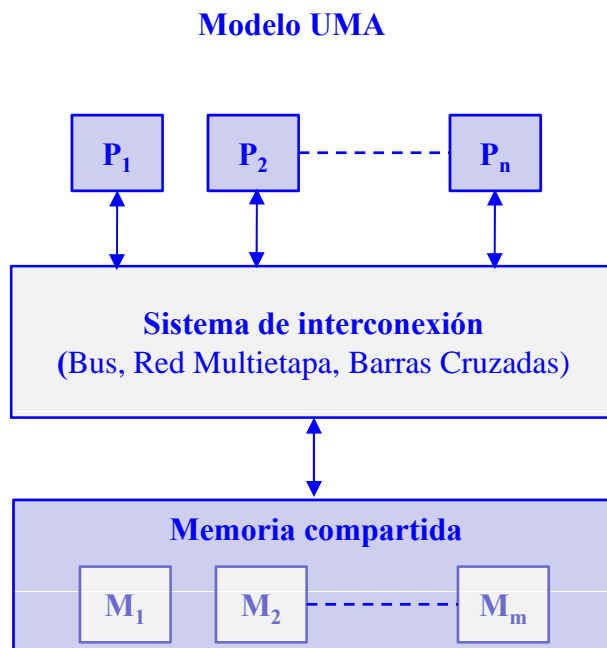 Modelo UMA
P₁ P₂ Pₙ
Sistema de interconexión
(Bus, Red Multietapa, Barras Cruzadas)
Memoria compartida
M₁ M₂ Mₘ